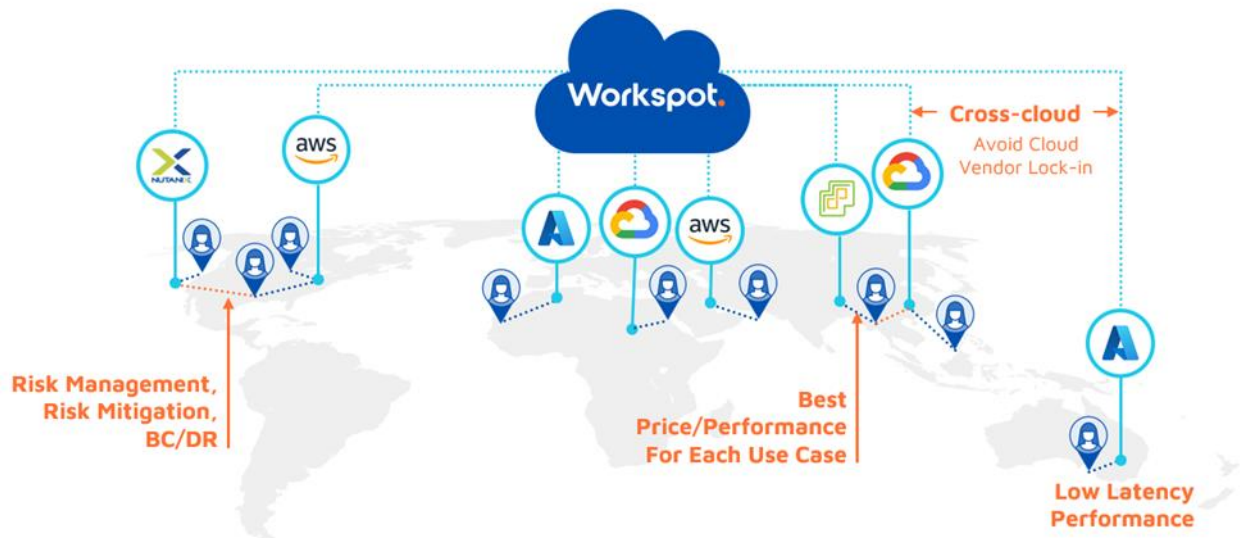 Workspot.
NUTANIX
aws
Cross-cloud
Avoid Cloud
Vendor Lock-in
aws
Risk Management,
Risk Mitigation,
BC/DR
Best
Price/Performance
For Each Use Case
Low Latency
Performance